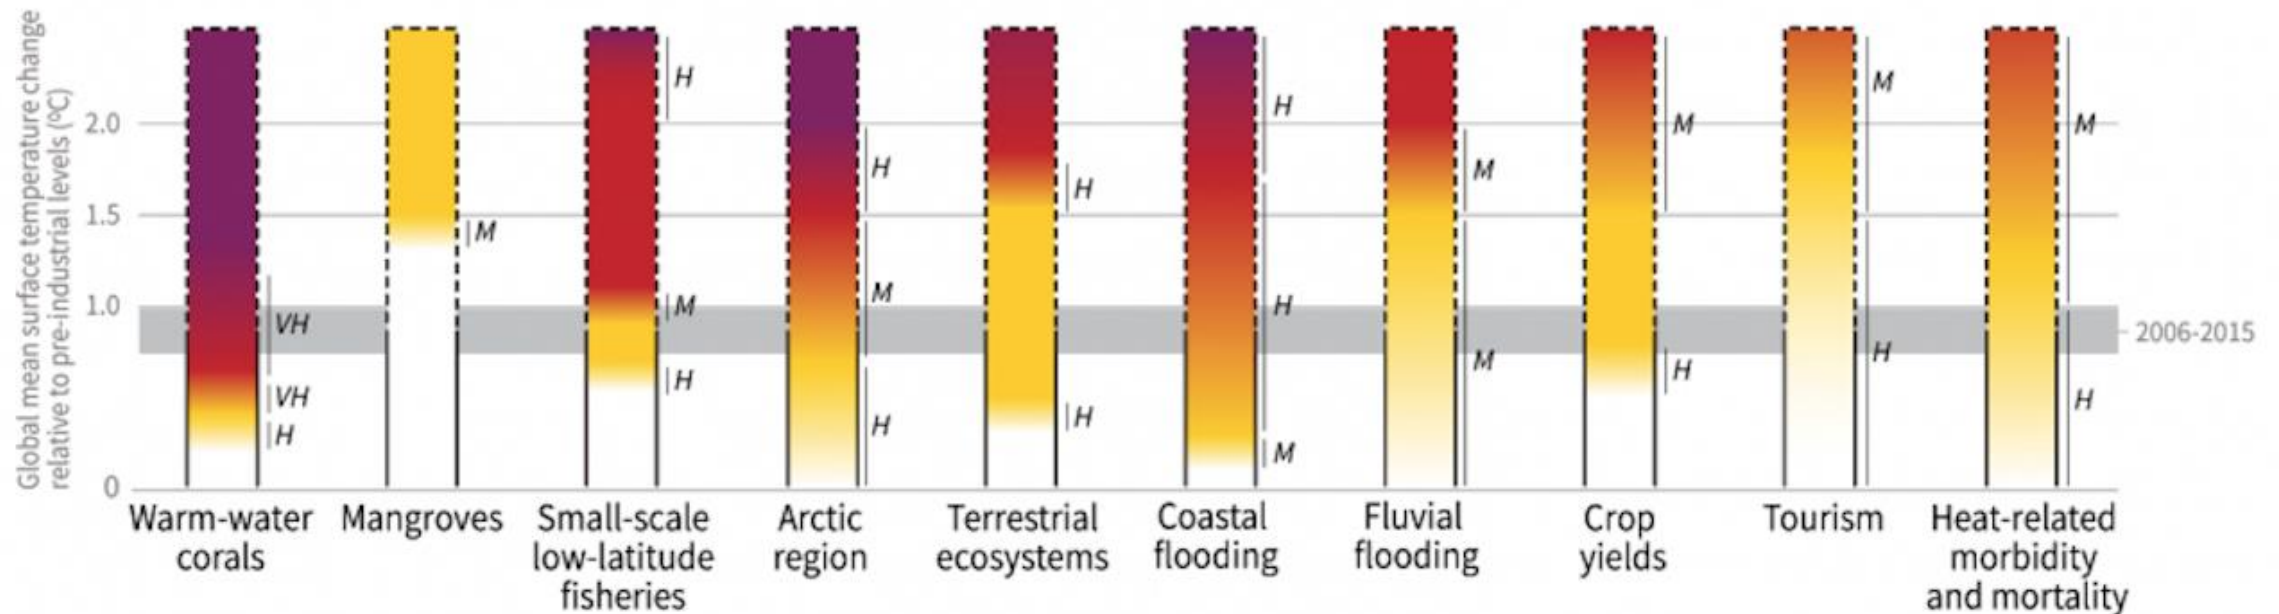 Global mean surface temperature change
relative to pre-industrial levels (ºC)
2.0
1.5
1.0
0
VH
VH
H
M
H
M
H
H
M
H
H
H
H
H
M
M
M
M
H
M
H
M
H
2006-2015
Warm-water
corals
Mangroves
Small-scale
low-latitude
fisheries
Arctic
region
Terrestrial
ecosystems
Coastal
flooding
Fluvial
flooding
Crop
yields
Tourism
Heat-related
morbidity
and mortality